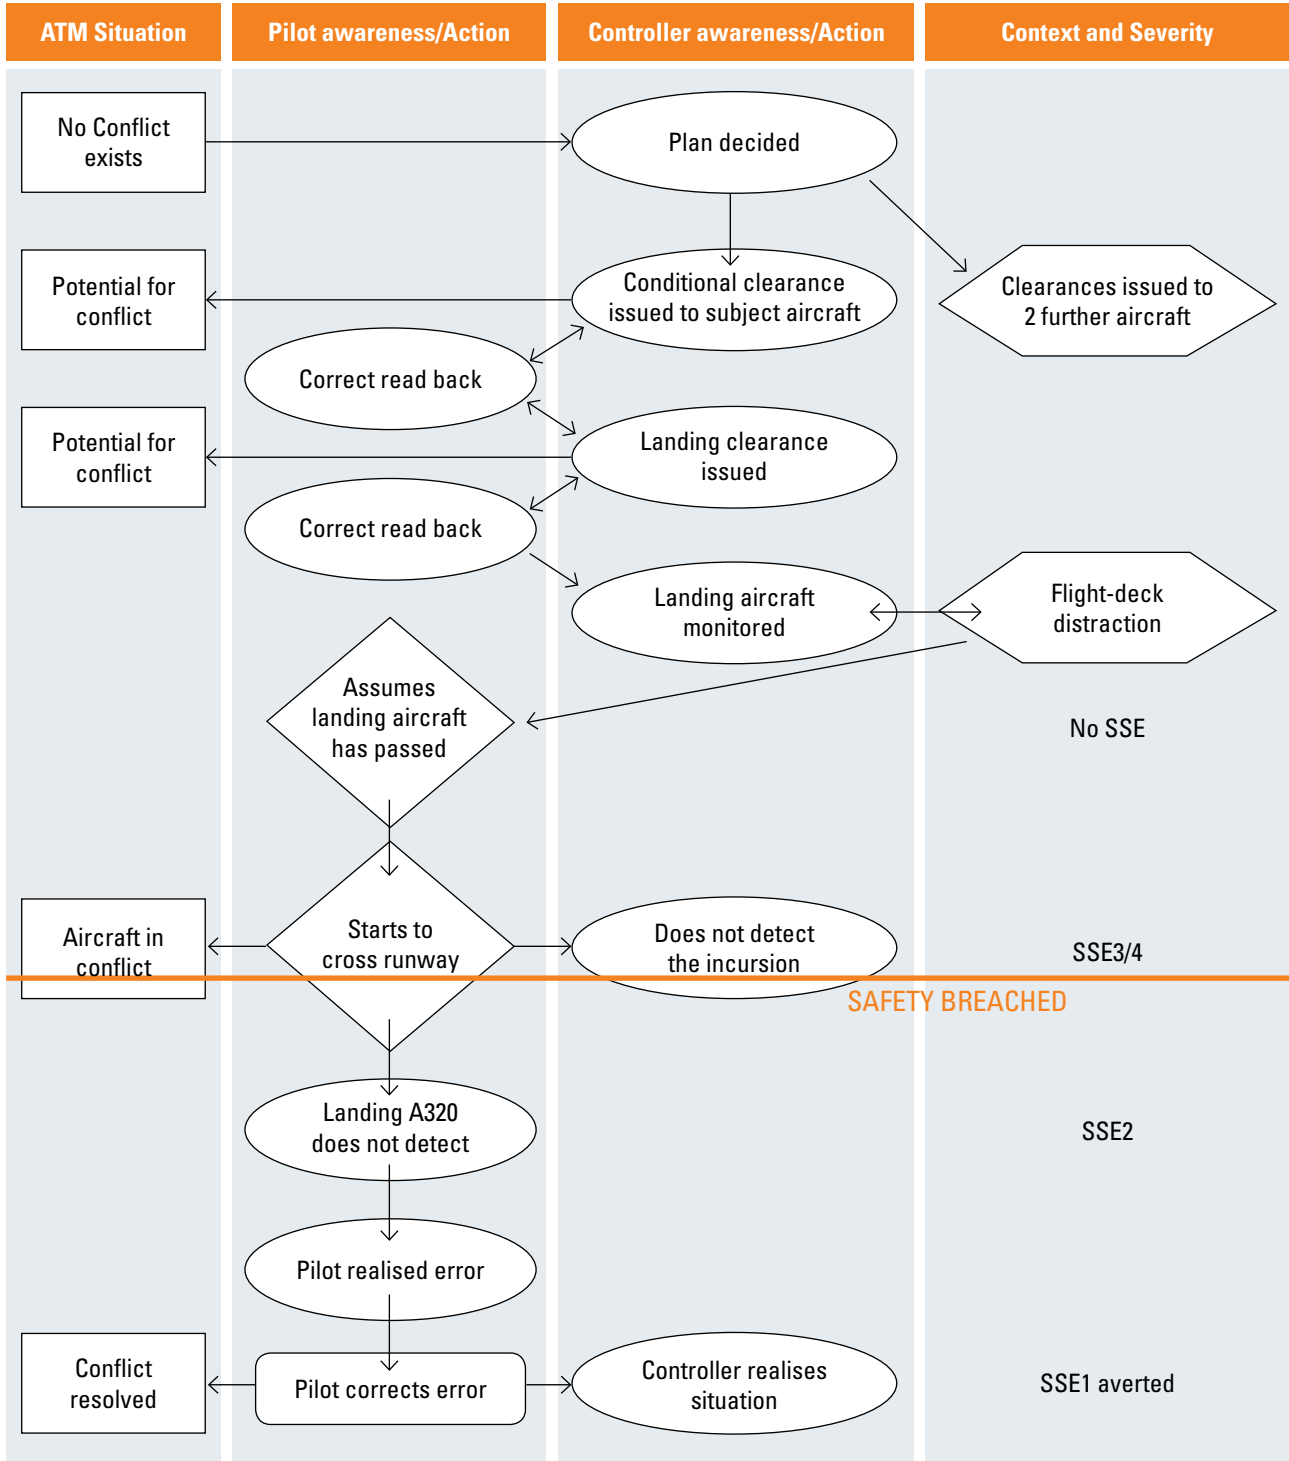 ATM Situation
Pilot awareness/Action
Controller awareness/Action
Context and Severity
No Conflict
exists
Plan decided
Potential for
conflict
Conditional clearance
issued to subject aircraft
Clearances issued to
2 further aircraft
Correct read back
Potential for
conflict
Landing clearance
issued
Correct read back
Landing aircraft
monitored
Flight-deck
distraction
Assumes
landing aircraft
has passed
No SSE
Aircraft in
conflict
Starts to
cross runway
Does not detect
the incursion
SSE3/4
SAFETY BREACHED
Landing A320
does not detect
SSE2
Pilot realised error
Conflict
resolved
Pilot corrects error
Controller realises
situation
SSE1 averted